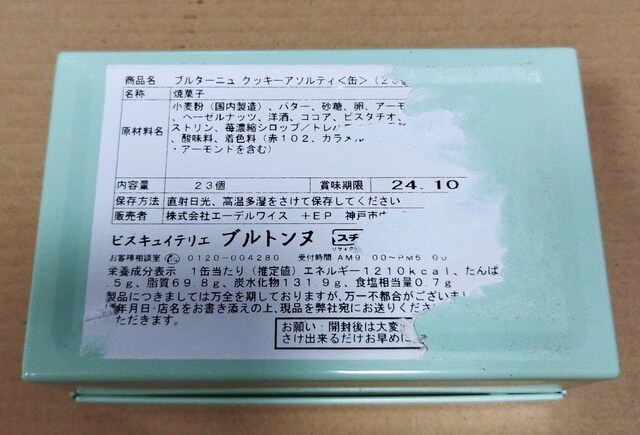 商品名 ブルターニュ クッキーアソルティ<缶>(23
名称 焼菓子
原材料名 小麦粉(国内製造)、バター、砂糖、卵、アーモ
、ヘーゼルナッツ、洋酒、ココア、ピスタチオ、
ストリン、苺濃縮シロップ/トレハ
、酸味料、着色料(赤102、カラメル
・アーモンドを含む)
内容量 23個 賞味期限 24.10
保存方法 直射日光、高温多湿をさけて保存してください
販売者 株式会社エーデルワイス +EP 神戸市
ビスキュイテリエ ブルトンヌ スチ
お客様相談室 0120-004280 受付時間 AM9:00~PM5:00
栄養成分表示 1缶当たり(推定値)エネルギー1210kcal、たんぱ
.5g、脂質69.8g、炭水化物131.9g、食塩相当量0.7g
製品につきましては万全を期しておりますが、万一不都合がございまし
年月日・店名をお書き添えの上、現品を弊社宛にお送りくださ
ただきます。
お願い:開封後は大変
さけ出来るだけお早めに